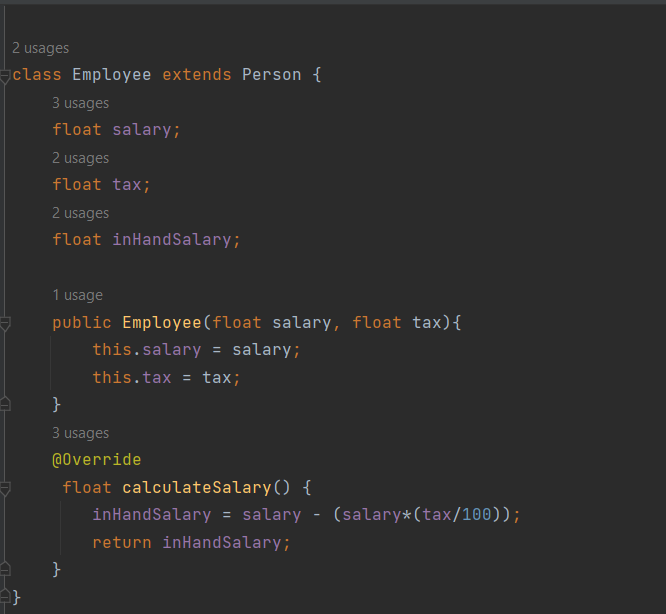 2 usages
class Employee extends Person {
3 usages
float salary;
2 usages
float tax;
2 usages
float inHandSalary;
1 usage
public Employee(float salary, float tax){
this.salary = salary;
this.tax = tax;
}
3 usages
@Override
float calculateSalary() {
inHandSalary = salary - (salary*(tax/100));
return inHandSalary;
}
}